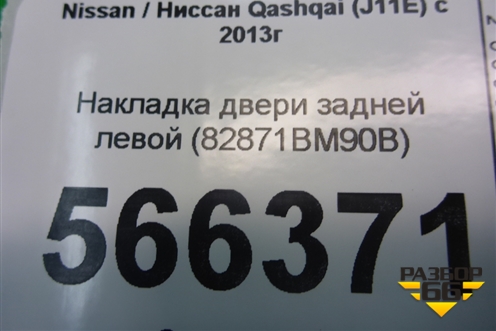 Nissan / Ниссан Qashqai (J11E) с
2013г
Накладка двери задней
левой (82871BM90B)
566371
РАЗБОР
66